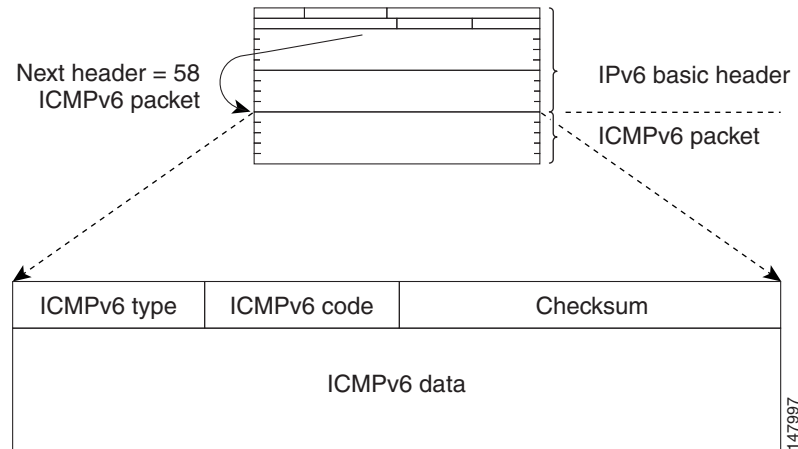 Next header = 58
ICMPv6 packet
IPv6 basic header
ICMPv6 packet
ICMPv6 type
ICMPv6 code
Checksum
ICMPv6 data
147997